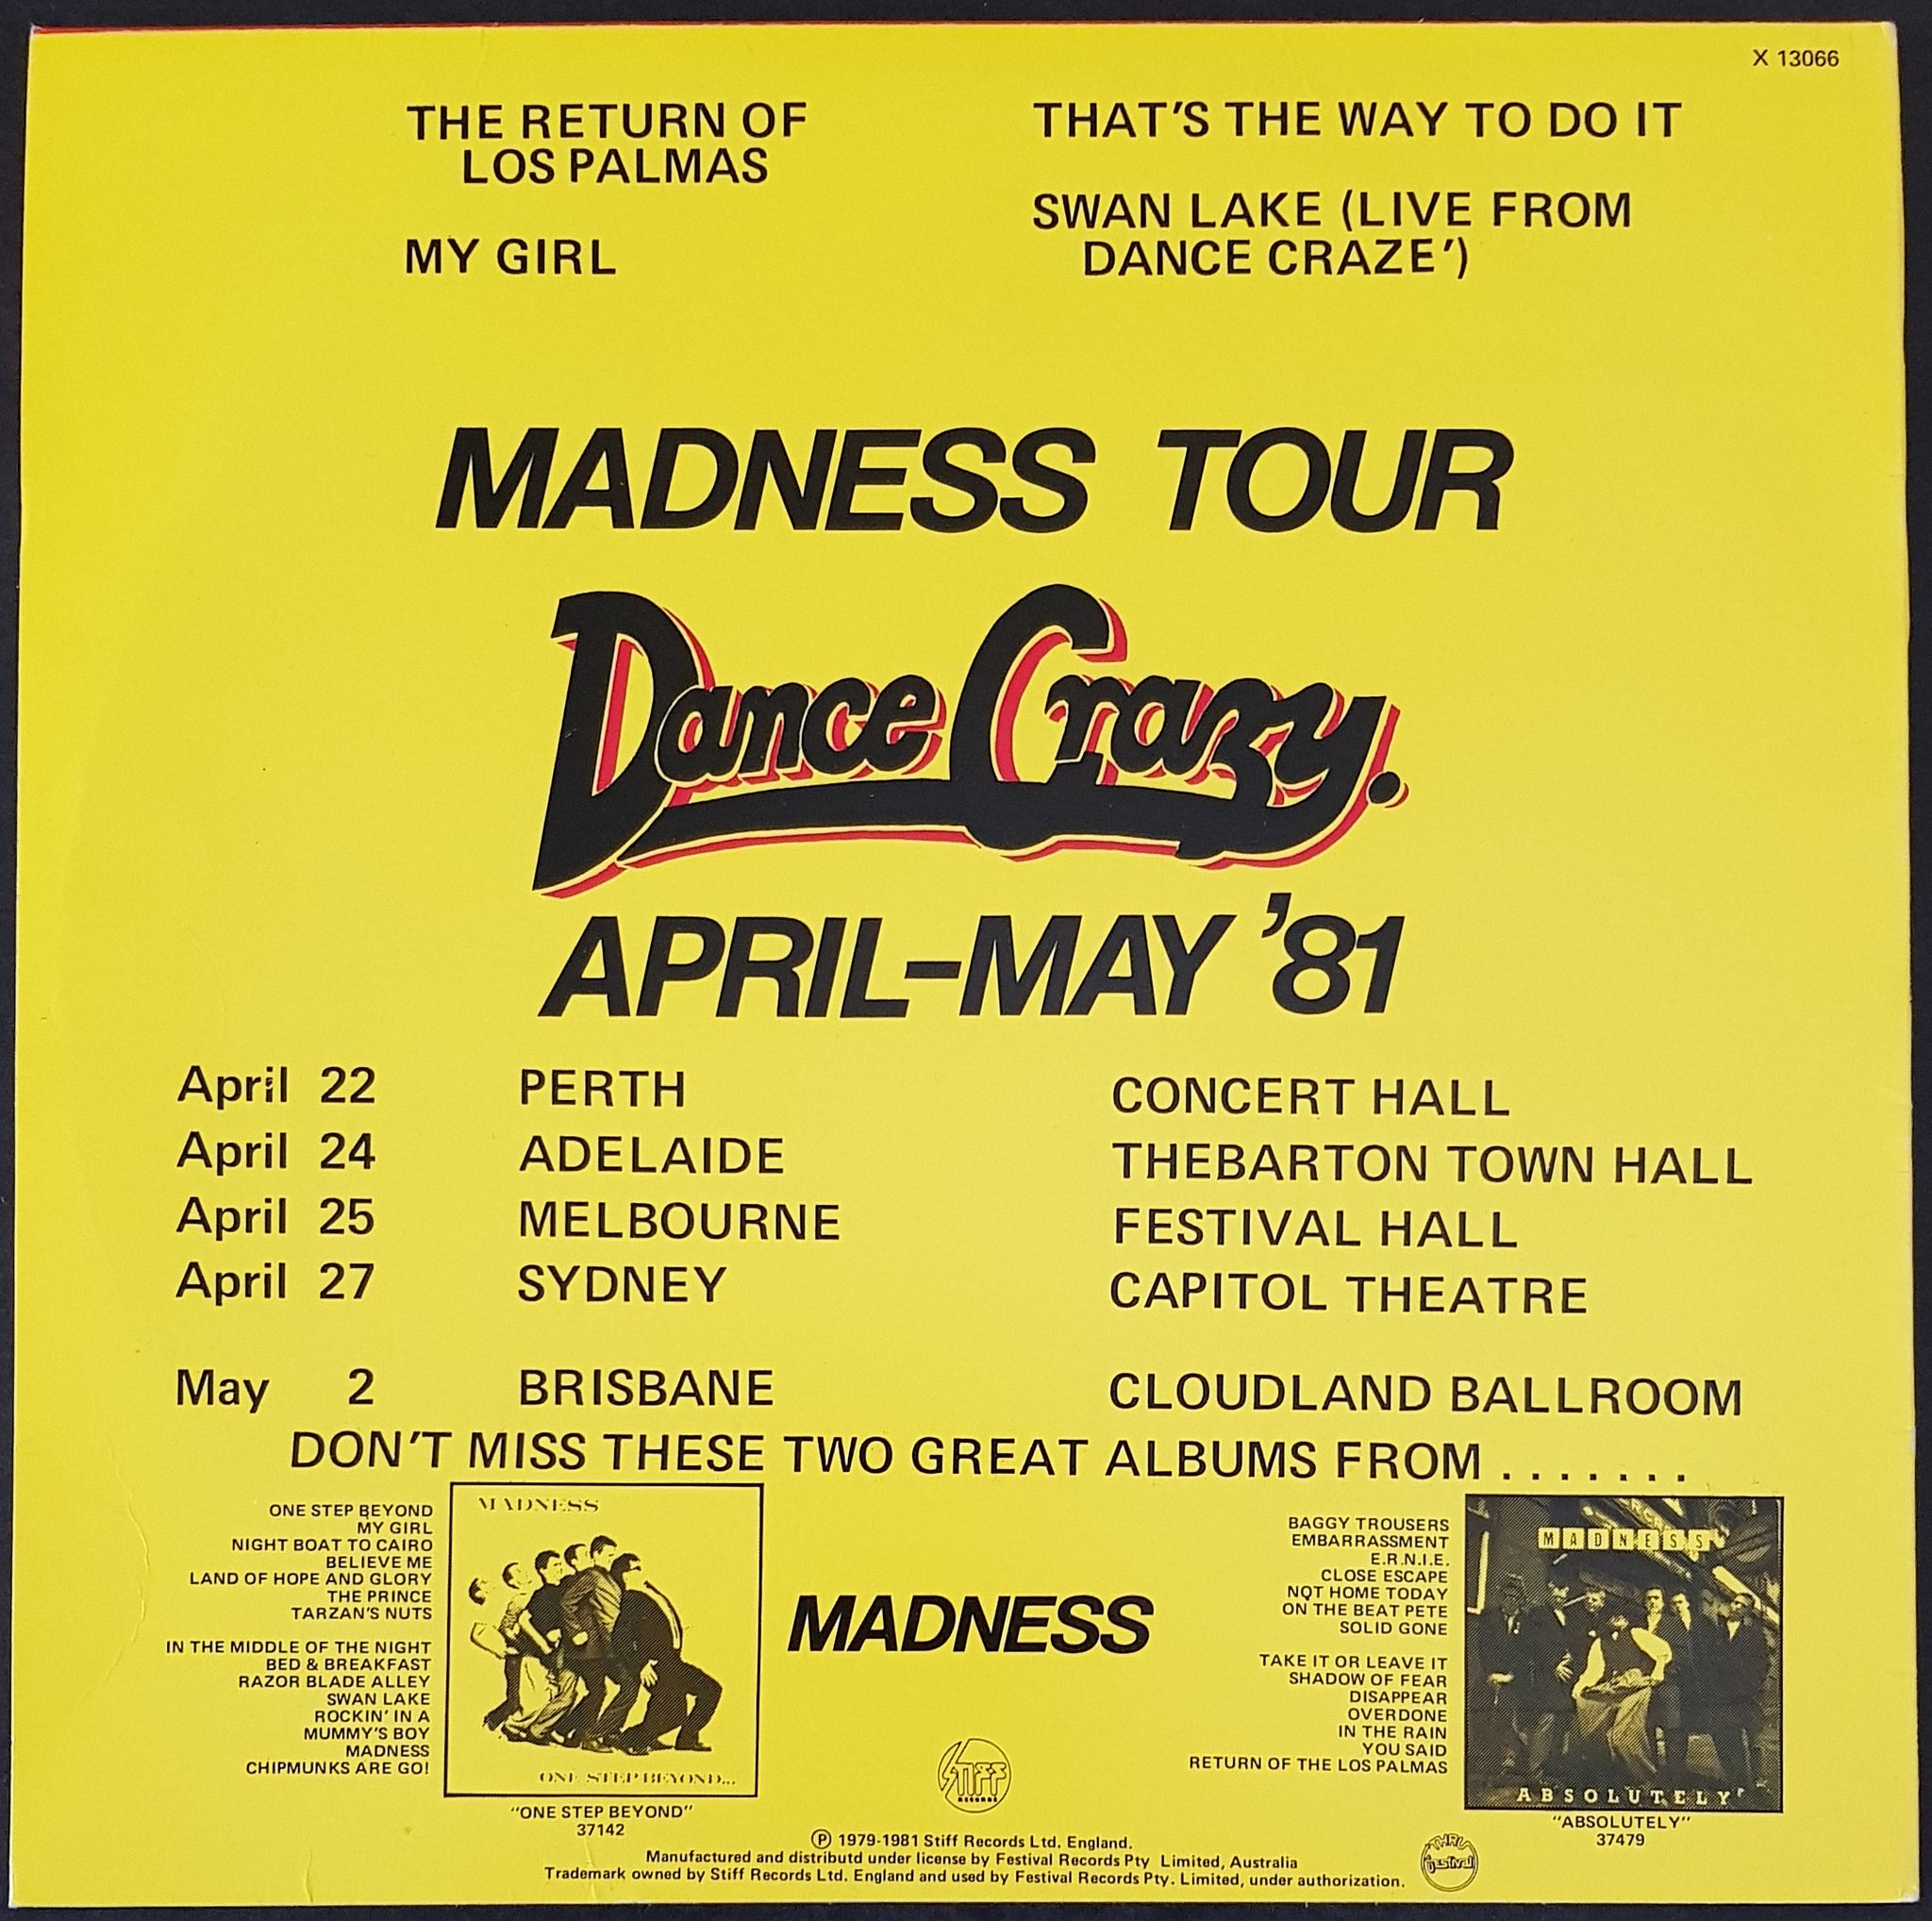 X 13066
THE RETURN OF
LOS PALMAS
MY GIRL
THAT'S THE WAY TO DO IT
SWAN LAKE (LIVE FROM
DANCE CRAZE')
MADNESS TOUR
Dance Crazy.
APRIL-MAY '81
April 22 PERTH CONCERT HALL
April 24 ADELAIDE THEBARTON TOWN HALL
April 25 MELBOURNE FESTIVAL HALL
April 27 SYDNEY CAPITOL THEATRE
May 2 BRISBANE CLOUDLAND BALLROOM
DON'T MISS THESE TWO GREAT ALBUMS FROM . . . . . . .
ONE STEP BEYOND
MY GIRL
NIGHT BOAT TO CAIRO
BELIEVE ME
LAND OF HOPE AND GLORY
THE PRINCE
TARZAN'S NUTS
IN THE MIDDLE OF THE NIGHT
BED & BREAKFAST
RAZOR BLADE ALLEY
SWAN LAKE
ROCKIN' IN A
MUMMY'S BOY
MADNESS
CHIPMUNKS ARE GO!
MADNESS
ONE STEP BEYOND...
"ONE STEP BEYOND"
37142
MADNESS
STIFF
RECORDS
BAGGY TROUSERS
EMBARRASSMENT
E.R.N.I.E.
CLOSE ESCAPE
NOT HOME TODAY
ON THE BEAT PETE
SOLID GONE
TAKE IT OR LEAVE IT
SHADOW OF FEAR
DISAPPEAR
OVERDONE
IN THE RAIN
YOU SAID
RETURN OF THE LOS PALMAS
MADNESS
ABSOLUTELY
"ABSOLUTELY"
37479
Ⓟ 1979-1981 Stiff Records Ltd. England.
Manufactured and distributd under license by Festival Records Pty Limited, Australia
Trademark owned by Stiff Records Ltd. England and used by Festival Records Pty. Limited, under authorization.
festival